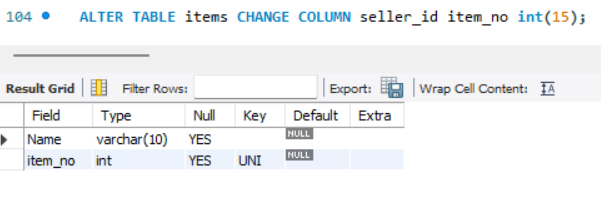 104 ALTER TABLE items CHANGE COLUMN seller_id item_no int(15);
Result Grid Filter Rows: Export: Wrap Cell Content: IA
Field Type Null Key Default Extra
Name varchar(10) YES NULL
item_no int YES UNI NULL